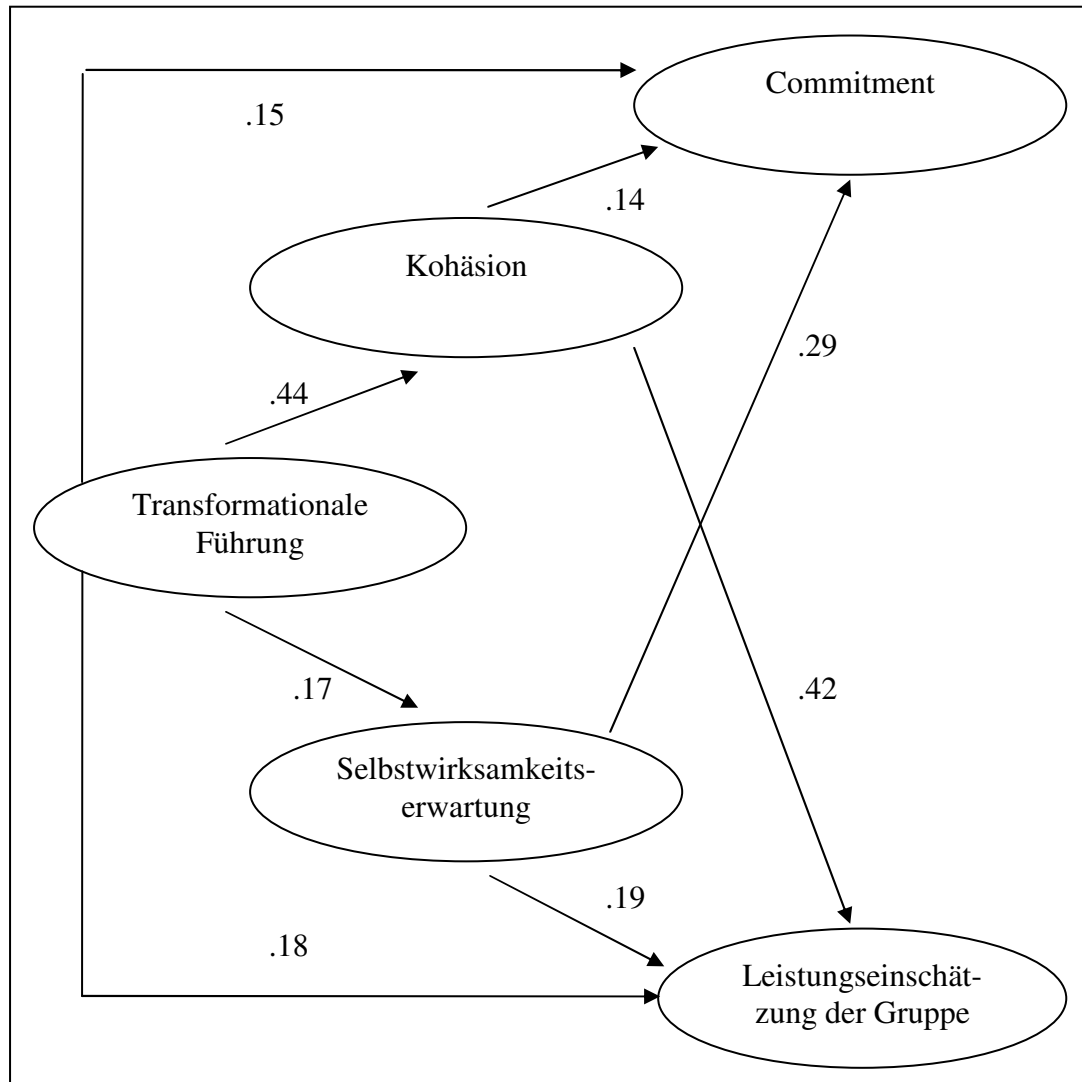 Commitment
.15
.14
Kohäsion
.29
.44
Transformationale
Führung
.17
.42
Selbstwirksamkeits-
erwartung
.19
.18
Leistungseinschät-
zung der Gruppe